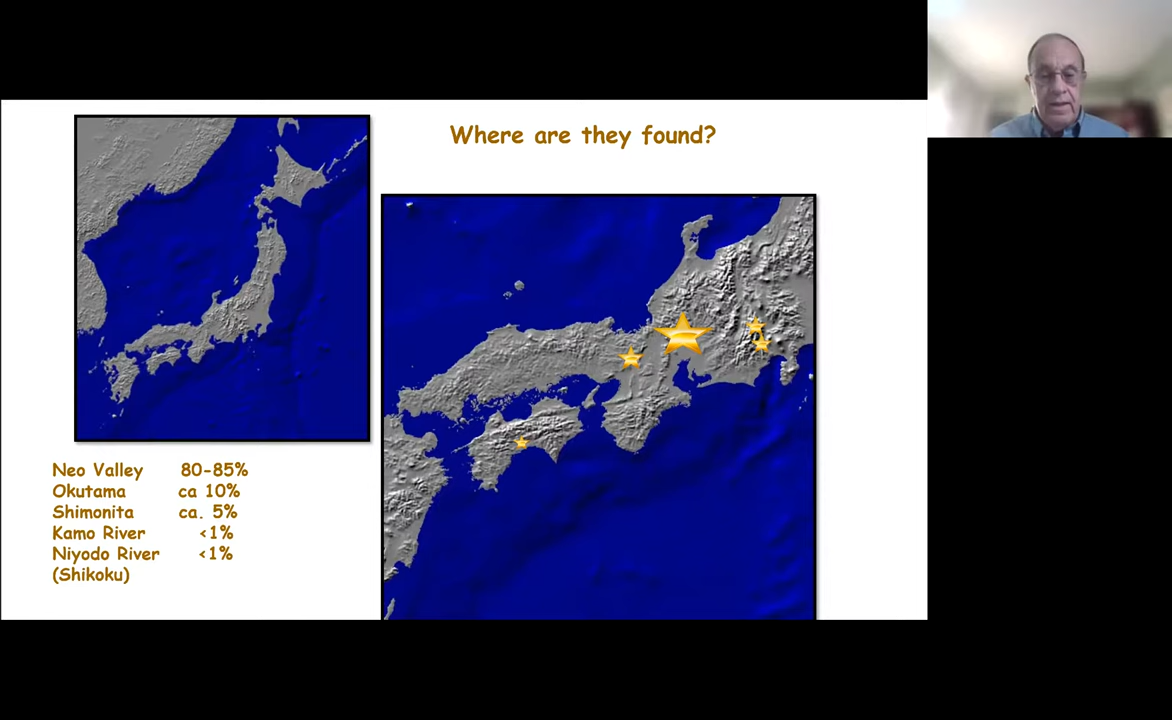 Where are they found?
Neo Valley 80-85%
Okutama ca 10%
Shimonita ca. 5%
Kamo River <1%
Niyodo River <1%
(Shikoku)